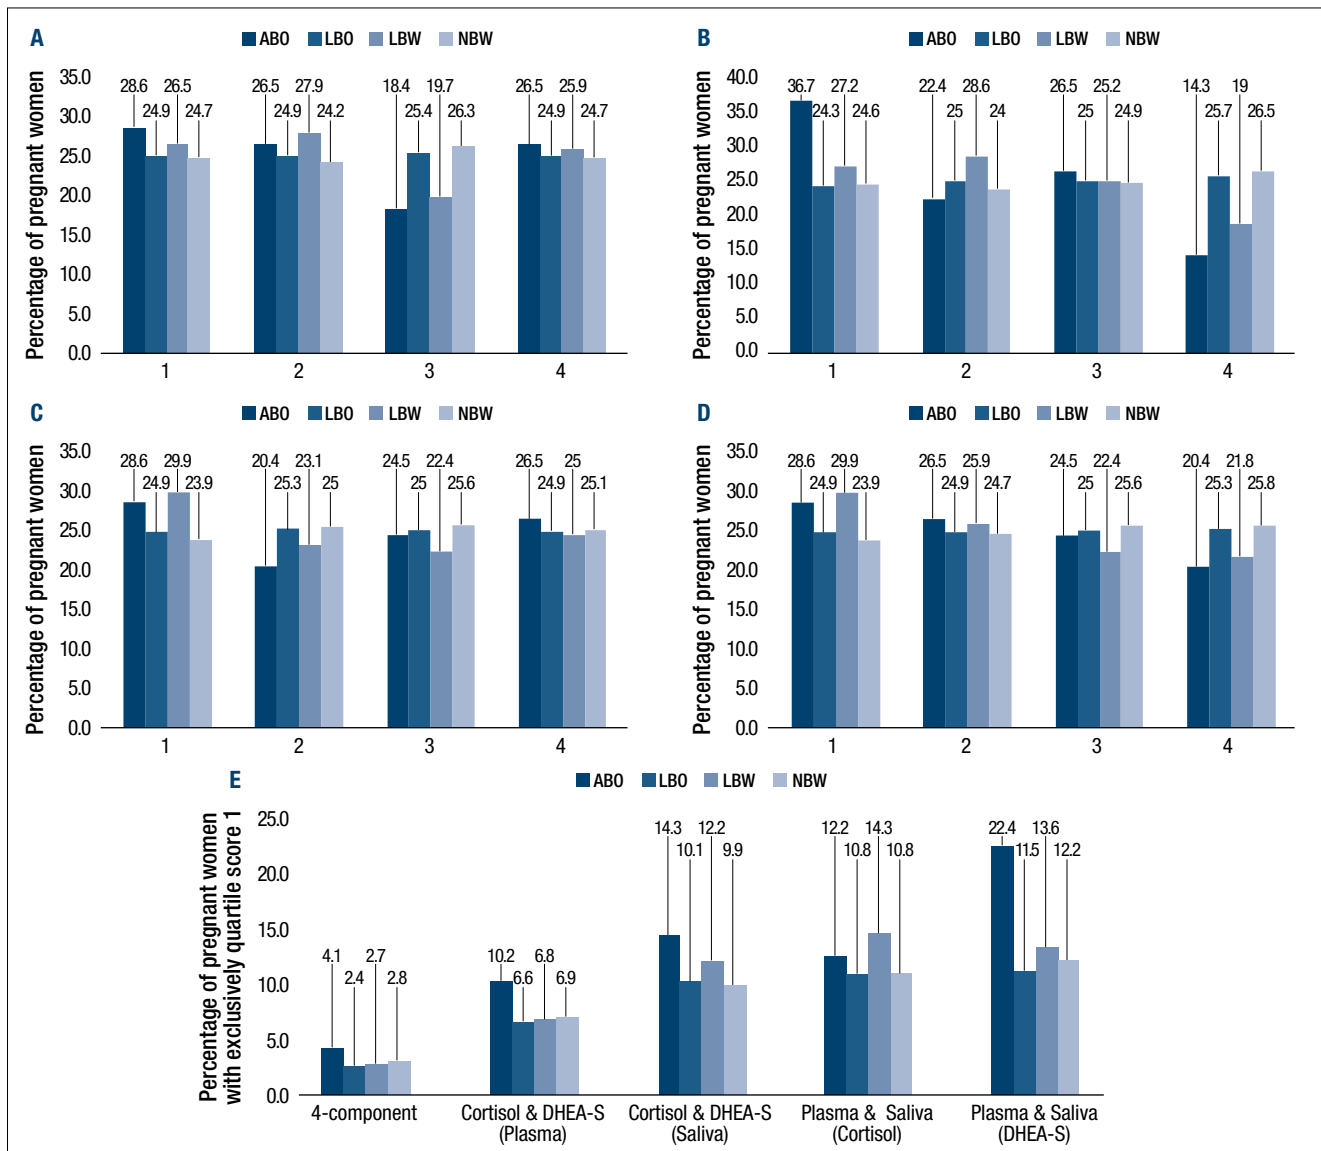 A
ABO LBO LBW NBW
Percentage of pregnant women
35.0
30.0
25.0
20.0
15.0
10.0
5.0
0.0
28.6 26.5 26.5 27.9 18.4 19.7 26.5 25.9
24.9 24.7 24.9 24.2 25.4 26.3 24.9 24.7
1 2 3 4
B
ABO LBO LBW NBW
Percentage of pregnant women
40.0
35.0
30.0
25.0
20.0
15.0
10.0
5.0
0.0
36.7 27.2 22.4 28.6 26.5 25.2 14.3 19
24.3 24.6 25 24 25 24.9 25.7 26.5
1 2 3 4
C
ABO LBO LBW NBW
Percentage of pregnant women
35.0
30.0
25.0
20.0
15.0
10.0
5.0
0.0
28.6 29.9 20.4 23.1 24.5 22.4 26.5 25
24.9 23.9 25.3 25 25 25.6 24.9 25.1
1 2 3 4
D
ABO LBO LBW NBW
Percentage of pregnant women
35.0
30.0
25.0
20.0
15.0
10.0
5.0
0.0
28.6 29.9 26.5 25.9 24.5 22.4 20.4 21.8
24.9 23.9 24.9 24.7 25 25.6 25.3 25.8
1 2 3 4
E
ABO LBO LBW NBW
Percentage of pregnant women
with exclusively quartile score 1
25.0
20.0
15.0
10.0
5.0
0.0
4.1 2.7 10.2 6.8 14.3 12.2 12.2 14.3 22.4 13.6
2.4 2.8 6.6 6.9 10.1 9.9 10.8 10.8 11.5 12.2
4-component Cortisol & DHEA-S Cortisol & DHEA-S Plasma & Saliva Plasma & Saliva
(Plasma) (Saliva) (Cortisol) (DHEA-S)